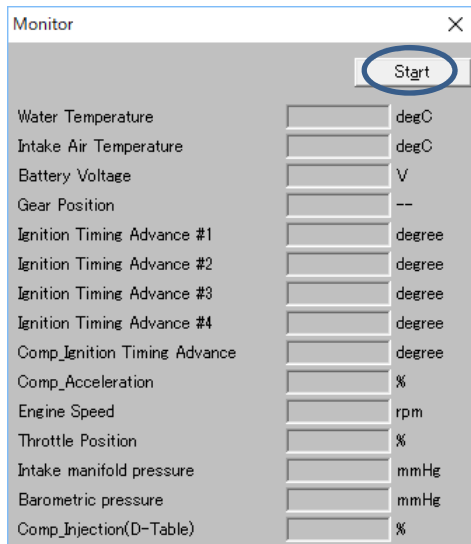 Monitor
Start
Water Temperature degC
Intake Air Temperature degC
Battery Voltage V
Gear Position --
Ignition Timing Advance #1 degree
Ignition Timing Advance #2 degree
Ignition Timing Advance #3 degree
Ignition Timing Advance #4 degree
Comp_Ignition Timing Advance degree
Comp_Acceleration %
Engine Speed rpm
Throttle Position %
Intake manifold pressure mmHg
Barometric pressure mmHg
Comp_Injection(D-Table) %